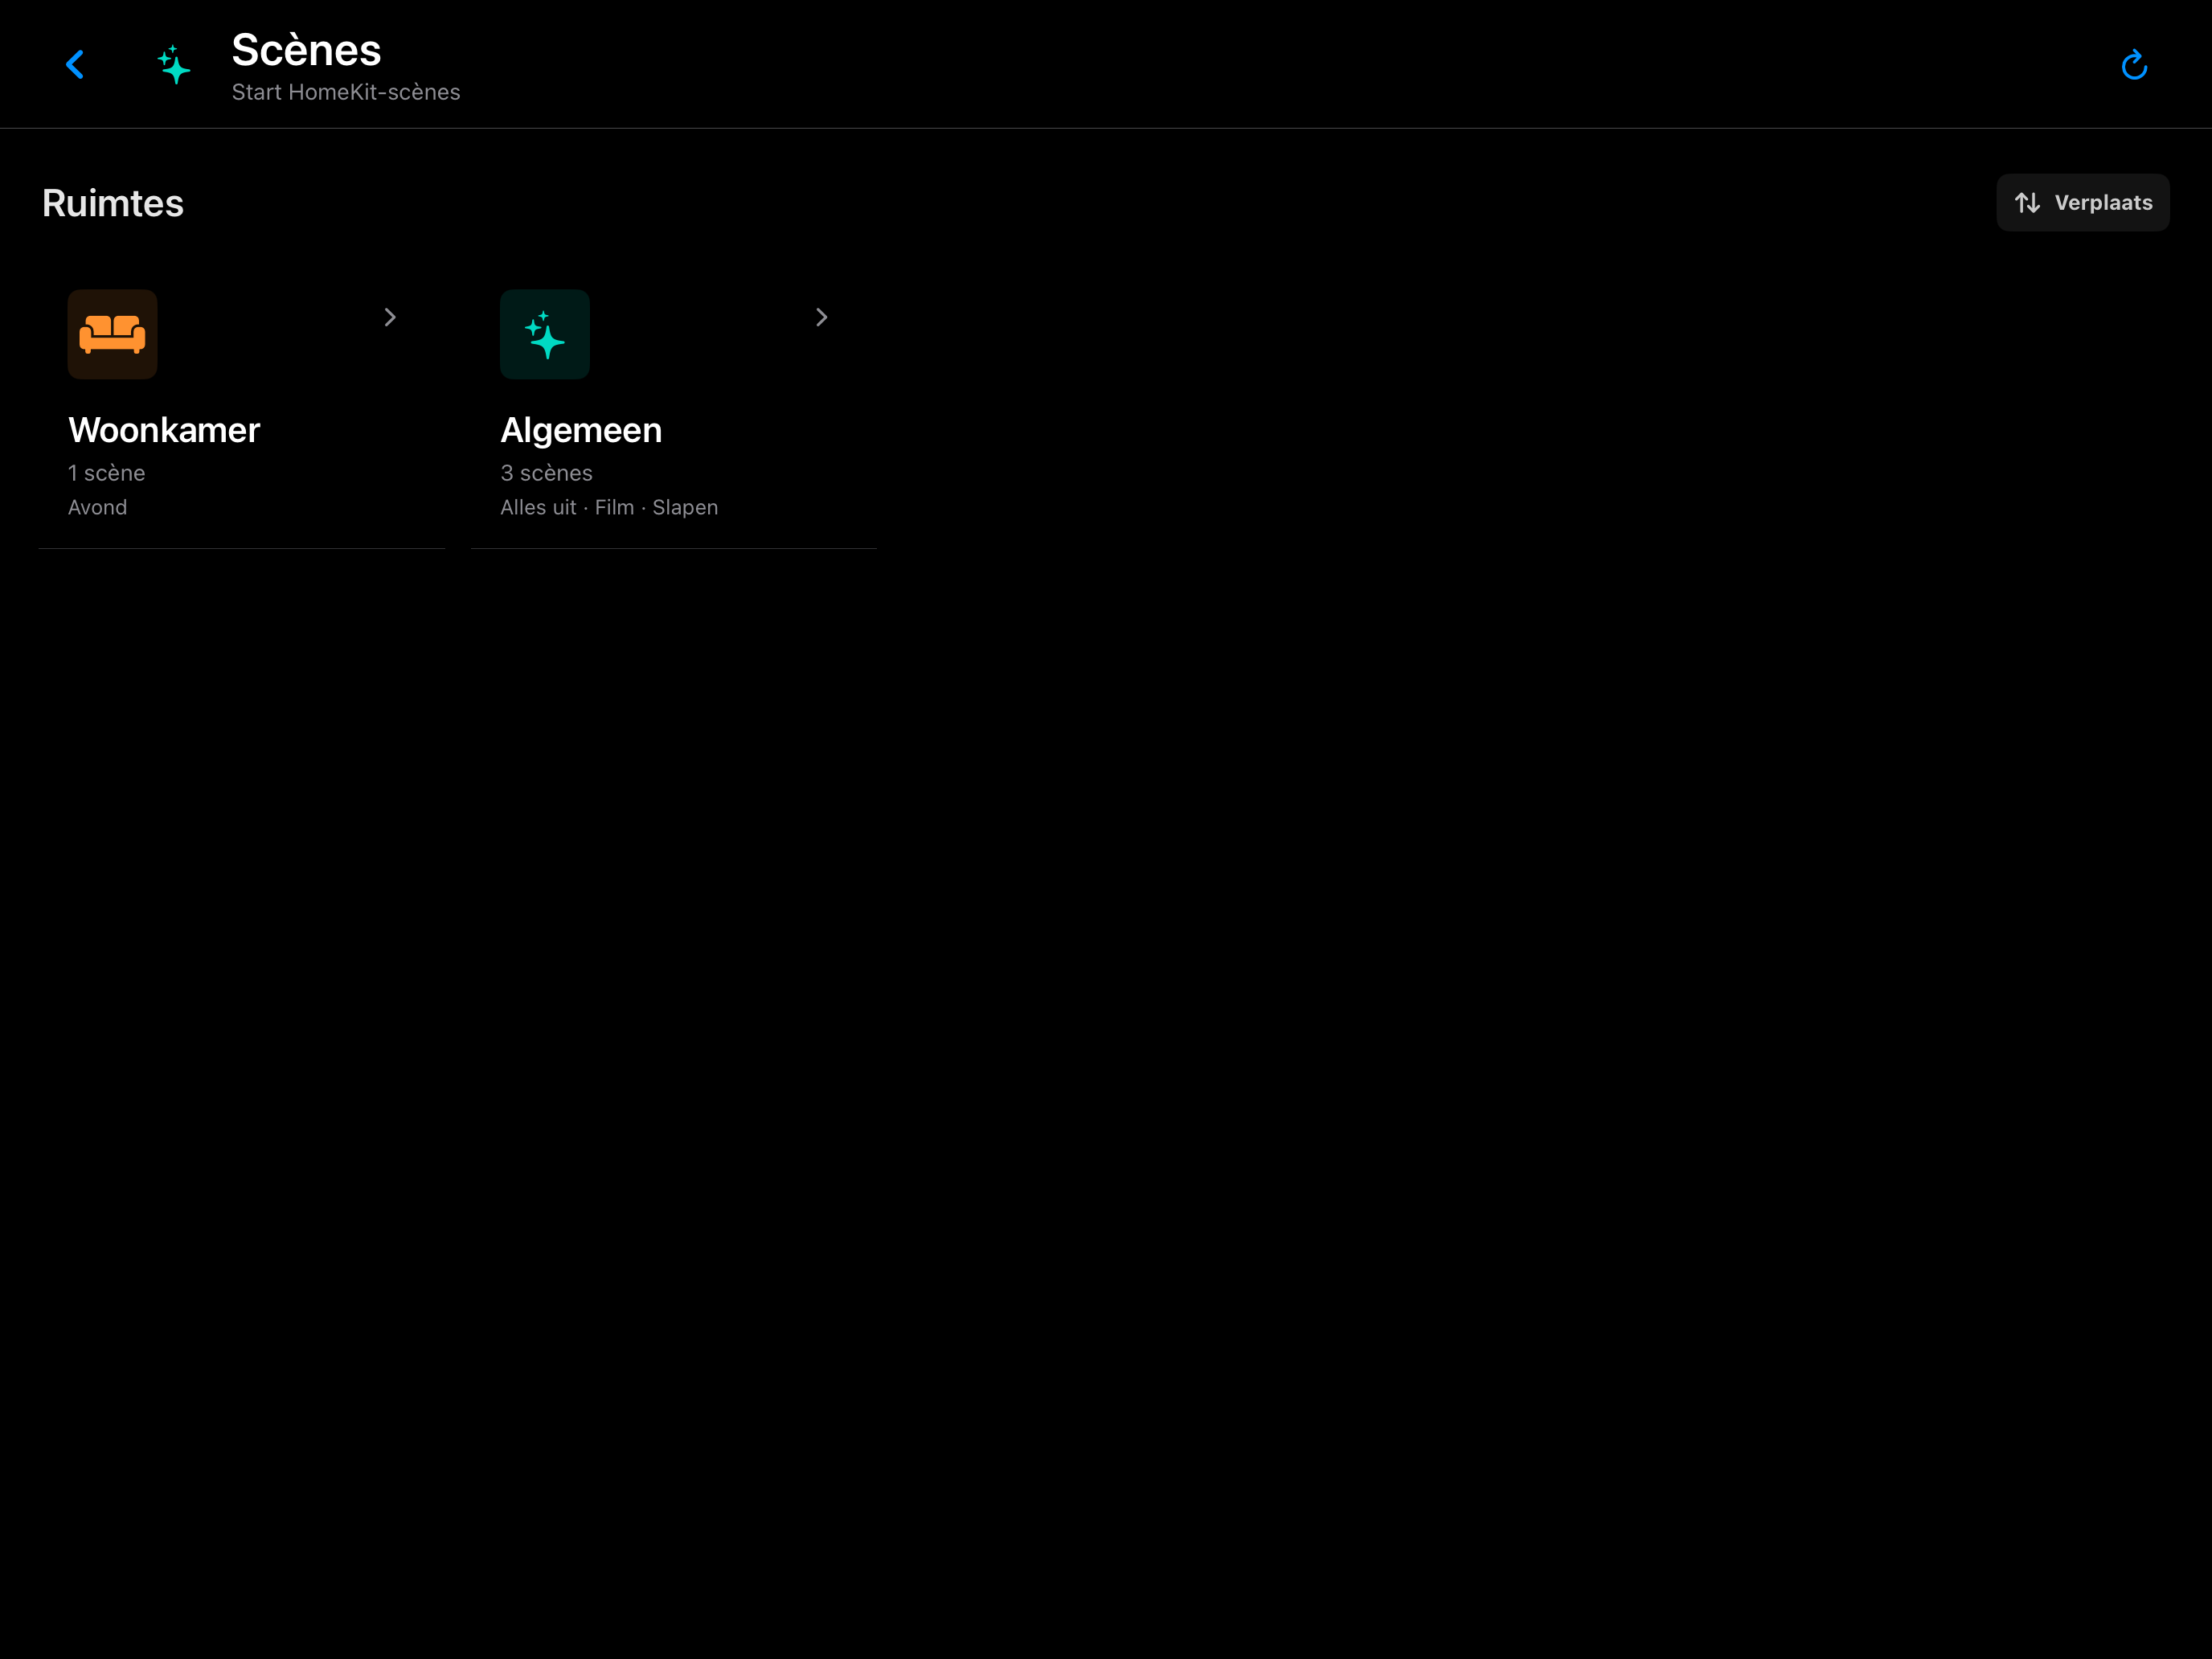 Scènes
Start HomeKit-scènes
Ruimtes
Verplaats
Woonkamer
1 scène
Avond
Algemeen
3 scènes
Alles uit · Film · Slapen